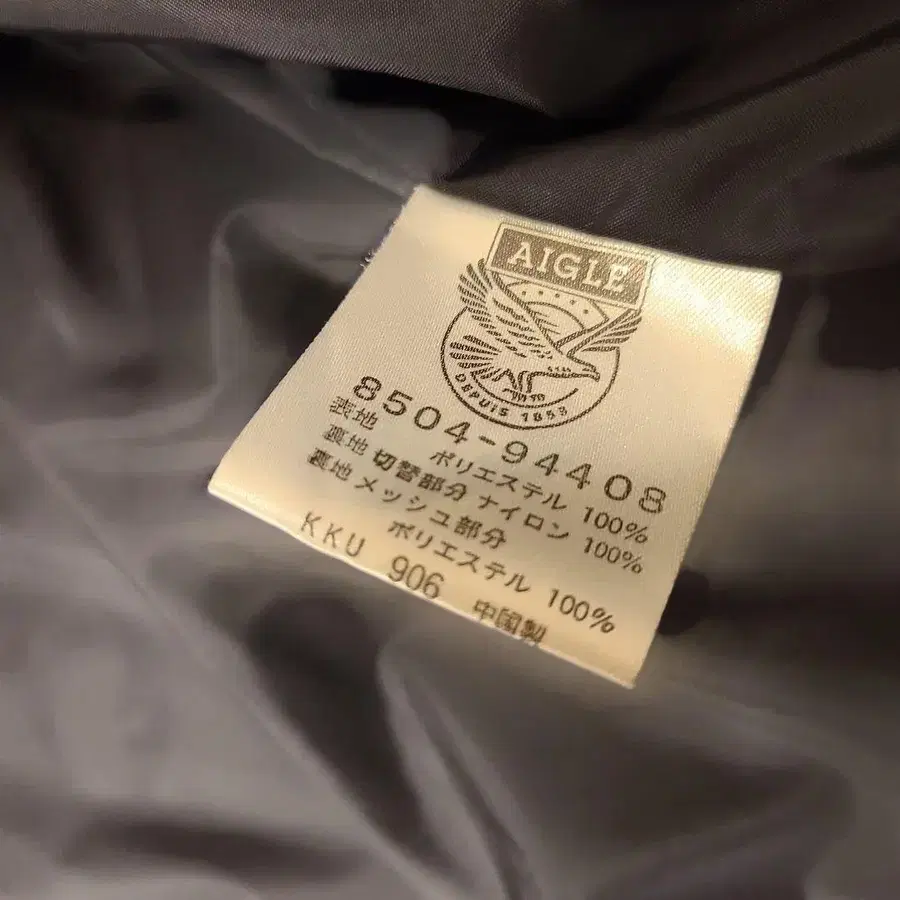 AIGLE
DEPUIS 1853
8504-94408
表地 ポリエステル 100%
裏地 切替部分 ナイロン 100%
裏地 メッシュ部分
ポリエステル 100%
KKU 906 中国製